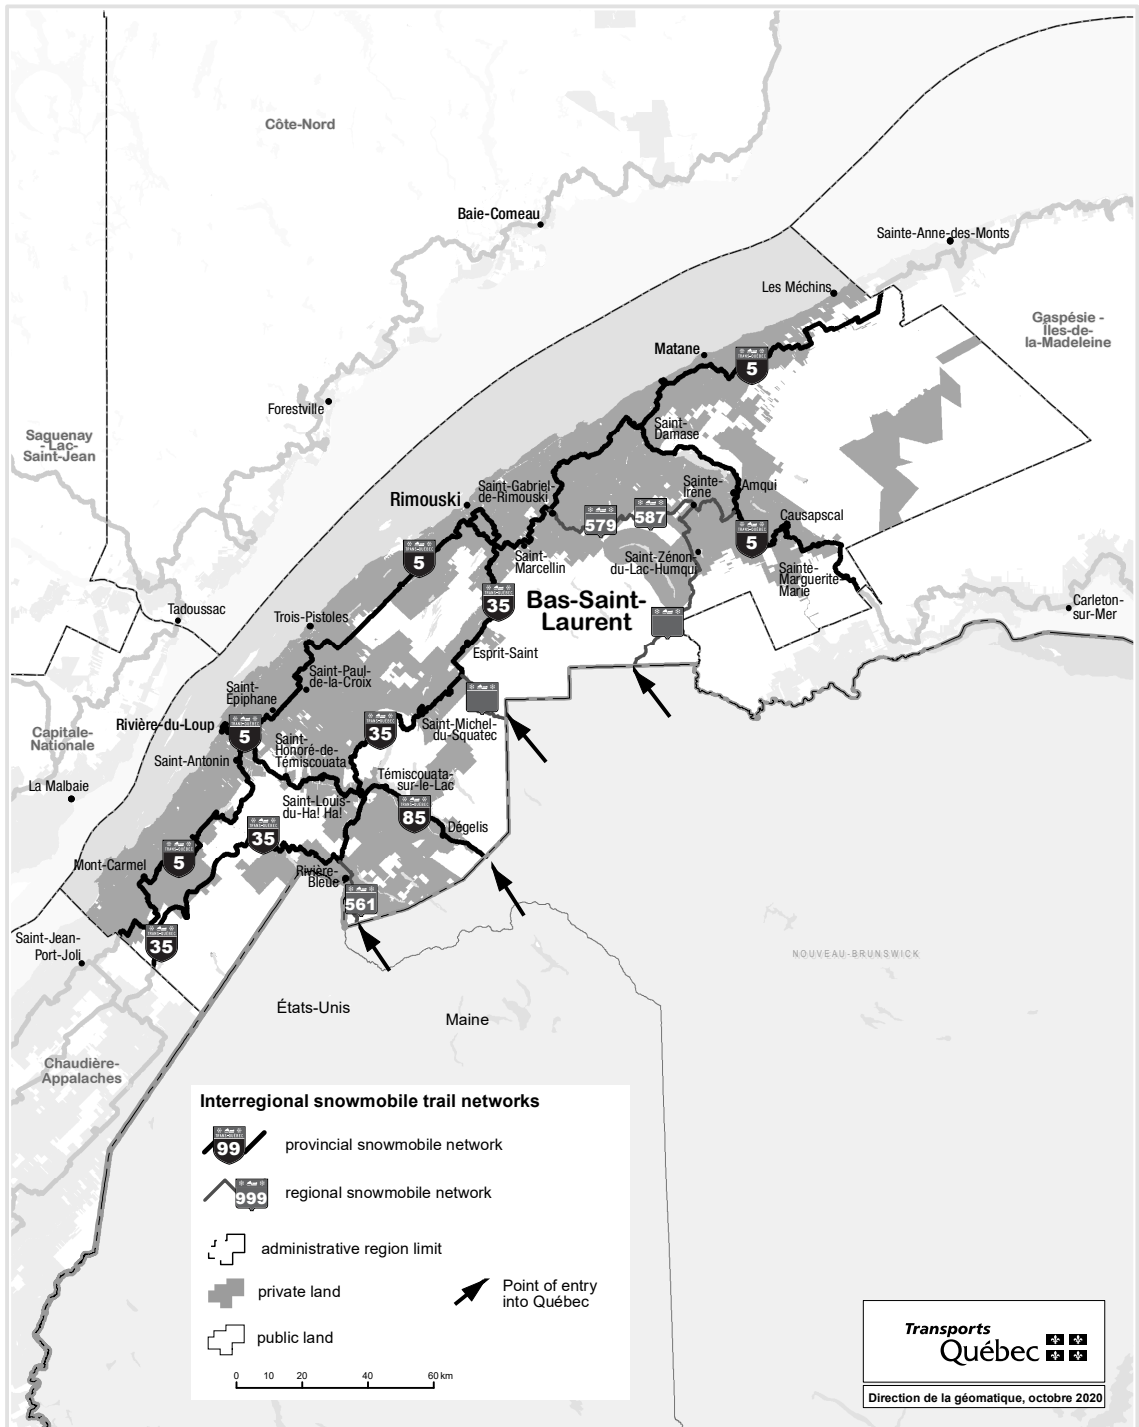 Côte-Nord
Baie-Comeau
Sainte-Anne-des-Monts
Les Méchins
Gaspésie -
Îles-de-
la-Madeleine
Matane
5
Forestville
Saguenay
- Lac-
Saint-Jean
Saint-
Damase
Rimouski
Saint-Gabriel-
de-Rimouski
Sainte-
Irène
Amqui
579
587
Causapscal
5
5
Saint-
Marcellin
Saint-Zénon-
du-Lac-Humqui
Sainte-
Marguerite-
Marie
35
Bas-Saint-
Laurent
Tadoussac
Trois-Pistoles
Carleton-
sur-Mer
Esprit-Saint
Saint-Paul-
de-la-Croix
Saint-
Épiphane
Rivière-du-Loup
5
35
Saint-Michel-
du-Squatec
Capitale-
Nationale
Saint-
Honoré-de-
Témiscouata
Saint-Antonin
Témiscouata-
sur-le-Lac
La Malbaie
Saint-Louis-
du-Ha! Ha!
85
Dégelis
35
Mont-Carmel
5
Rivière-
Bleue
561
Saint-Jean-
Port-Joli
35
NOUVEAU-BRUNSWICK
États-Unis
Maine
Chaudière-
Appalaches
Interregional snowmobile trail networks
TRANS-QUÉBEC
99
provincial snowmobile network
999
regional snowmobile network
administrative region limit
private land
Point of entry
into Québec
public land
0 10 20 40 60 km
Transports
Québec
Direction de la géomatique, octobre 2020